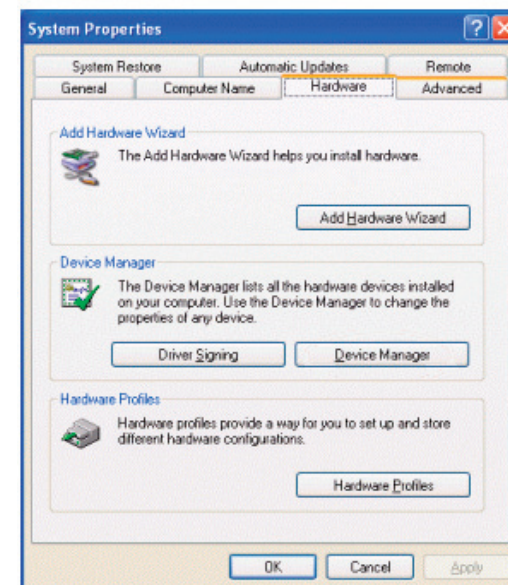 System Properties
System Restore Automatic Updates Remote
General Computer Name Hardware Advanced
Add Hardware Wizard
The Add Hardware Wizard helps you install hardware.
Add Hardware Wizard
Device Manager
The Device Manager lists all the hardware devices installed
on your computer. Use the Device Manager to change the
properties of any device.
Driver Signing Device Manager
Hardware Profiles
Hardware profiles provide a way for you to set up and store
different hardware configurations.
Hardware Profiles
OK Cancel Apply